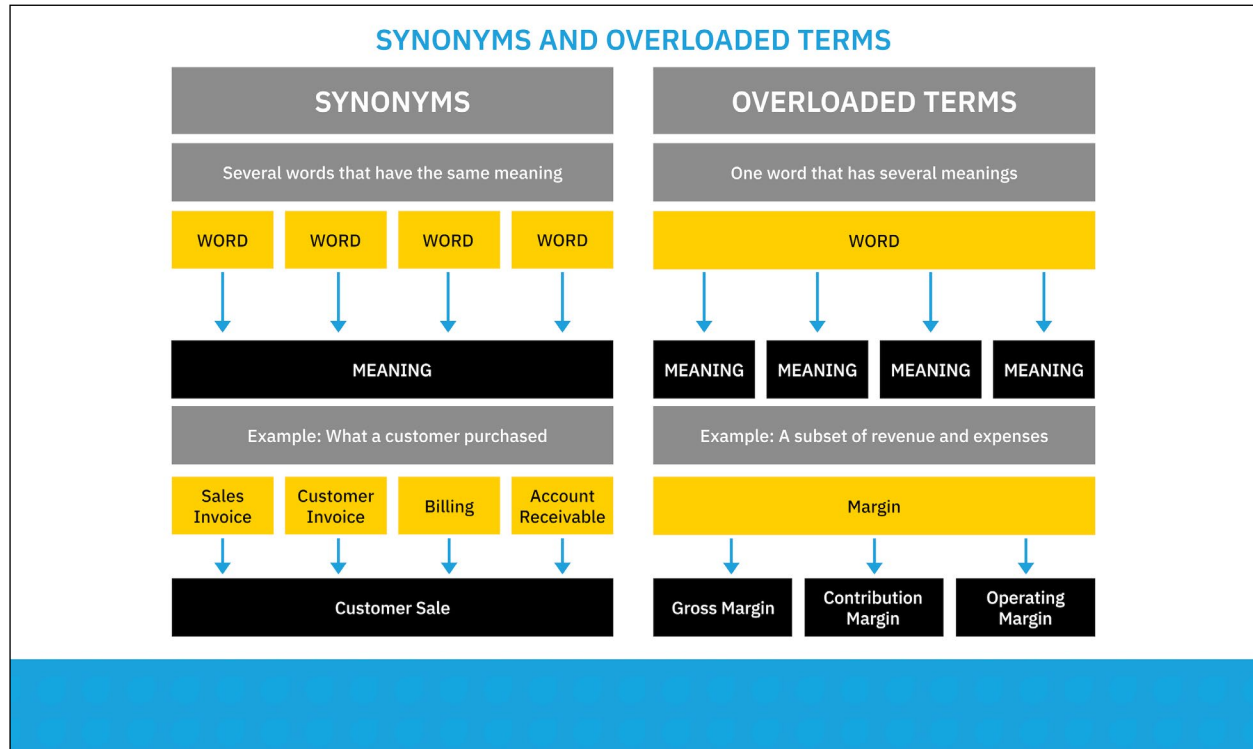 SYNONYMS AND OVERLOADED TERMS
SYNONYMS
Several words that have the same meaning
WORD WORD WORD WORD
MEANING
Example: What a customer purchased
Sales
Invoice
Customer
Invoice
Billing
Account
Receivable
Customer Sale
OVERLOADED TERMS
One word that has several meanings
WORD
MEANING MEANING MEANING MEANING
Example: A subset of revenue and expenses
Margin
Gross Margin
Contribution
Margin
Operating
Margin